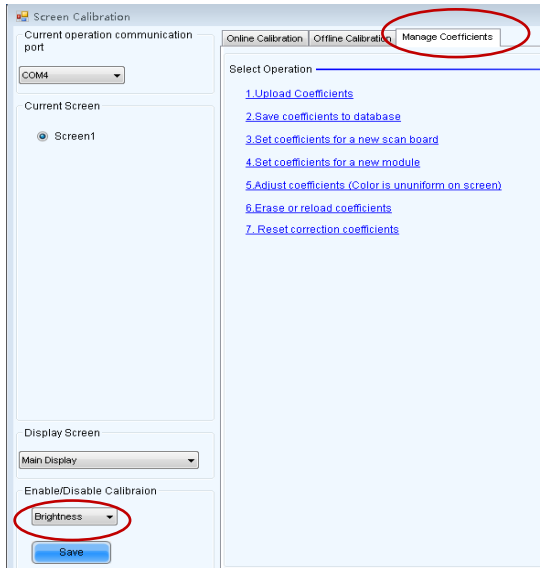 Screen Calibration
Current operation communication
port
COM4
Current Screen
Screen1
Display Screen
Main Display
Enable/Disable Calibraion
Brightness
Save
Online Calibration Offline Calibration Manage Coefficients
Select Operation
1.Upload Coefficients
2.Save coefficients to database
3.Set coefficients for a new scan board
4.Set coefficients for a new module
5.Adjust coefficients (Color is ununiform on screen)
6.Erase or reload coefficients
7. Reset correction coefficients